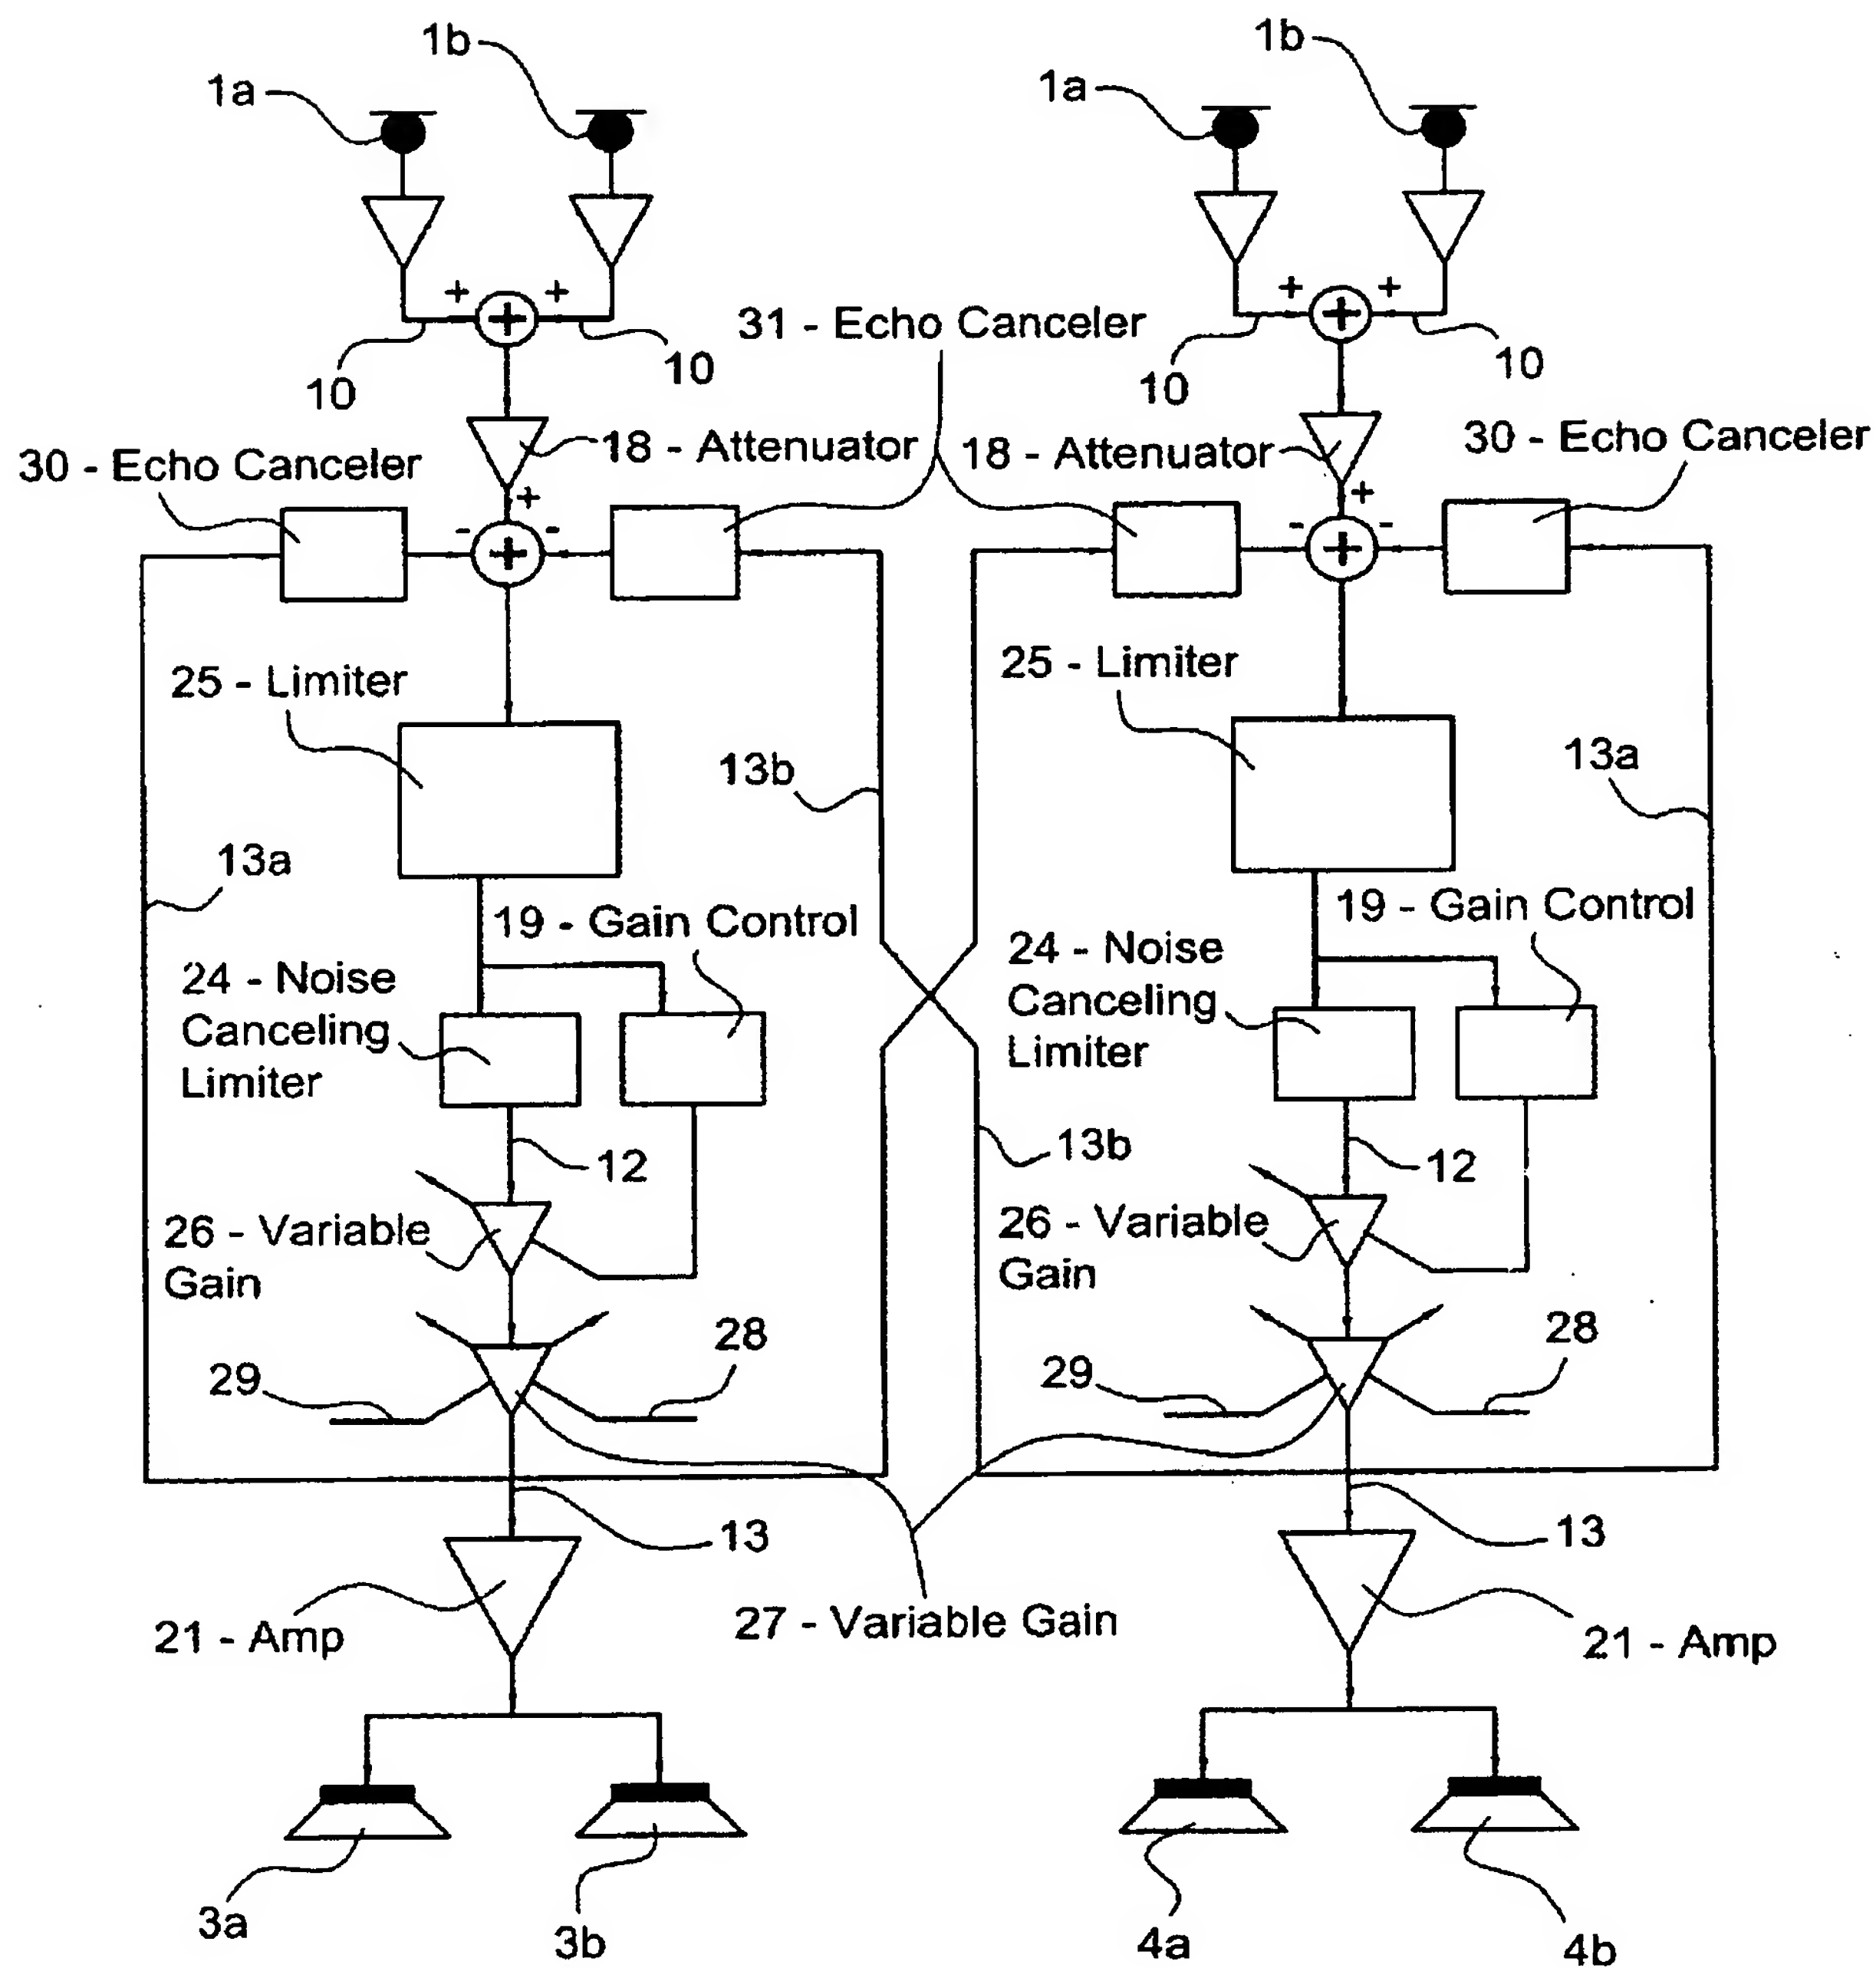 1b
1b
1a
1a
+
+
+
+
+
+
31 - Echo Canceler
10
10
10
10
18 - Attenuator
18 - Attenuator
30 - Echo Canceler
30 - Echo Canceler
+
+
-
-
-
-
+
+
25 - Limiter
25 - Limiter
13b
13a
13a
19 - Gain Control
19 - Gain Control
24 - Noise
Canceling
Limiter
24 - Noise
Canceling
Limiter
12
13b
12
26 - Variable
Gain
26 - Variable
Gain
28
28
29
29
13
13
21 - Amp
27 - Variable Gain
21 - Amp
3a
3b
4a
4b